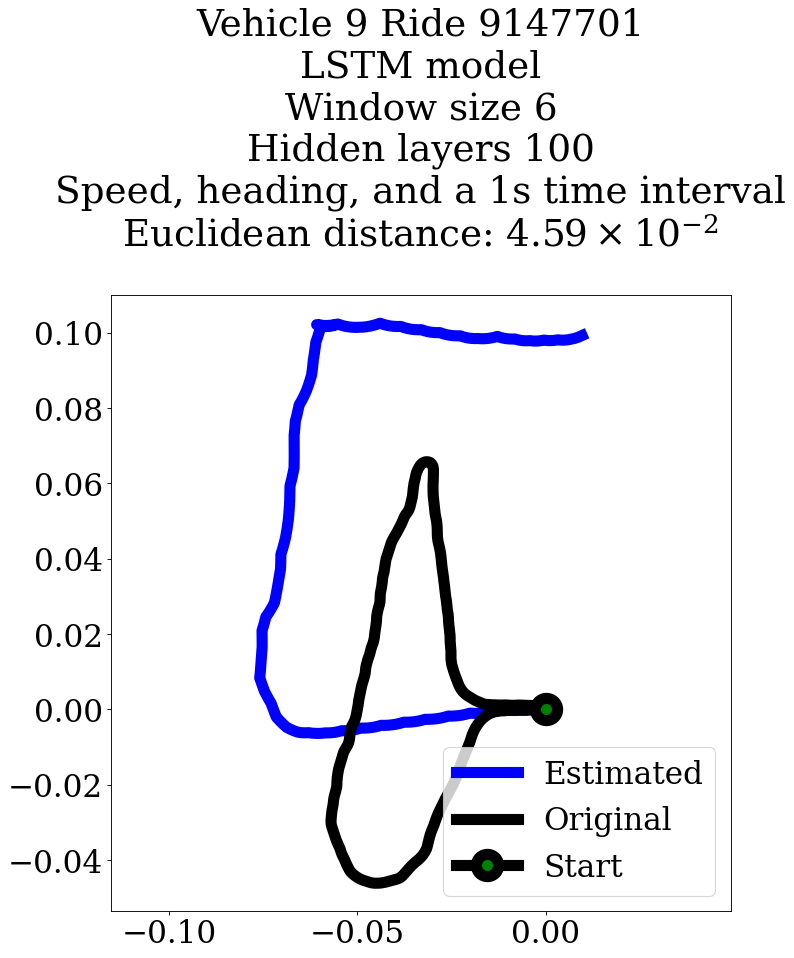 Vehicle 9 Ride 9147701
LSTM model
Window size 6
Hidden layers 100
Speed, heading, and a 1s time interval
Euclidean distance: 4.59 × 10⁻²
0.10
0.08
0.06
0.04
0.02
0.00
−0.02
−0.04
Estimated
Original
Start
−0.10
−0.05
0.00